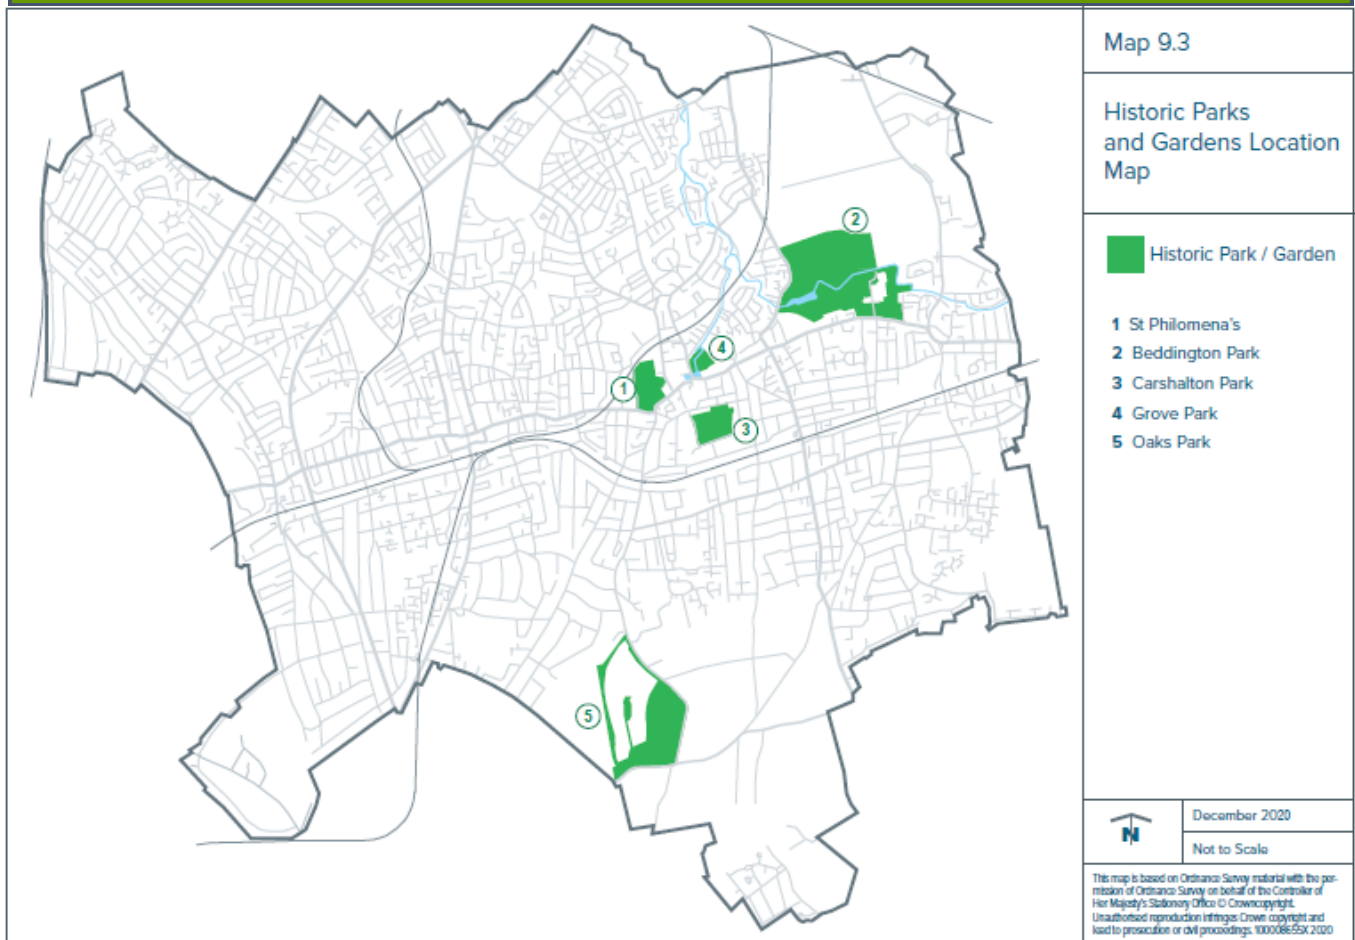 Map 9.3
Historic Parks
and Gardens Location
Map
Historic Park / Garden
1 St Philomena's
2 Beddington Park
3 Carshalton Park
4 Grove Park
5 Oaks Park
2
4
1
3
5
N
December 2020
Not to Scale
This map is based on Ordnance Survey material with the per-
mission of Ordnance Survey on behalf of the Controller of
Her Majesty's Stationery Office © Crowncopyright.
Unauthorised reproduction infringes Crown copyright and
lead to prosecution or civil proceedings. 100008655X 2020